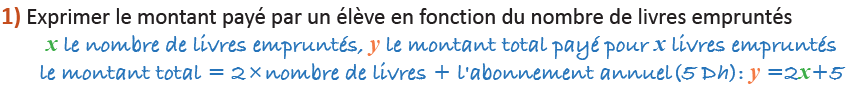 1) Exprimer le montant payé par un élève en fonction du nombre de livres empruntés
x le nombre de livres empruntés, y le montant total payé pour x livres empruntés
le montant total = 2×nombre de livres + l'abonnement annuel(5 Dh): y =2x+5